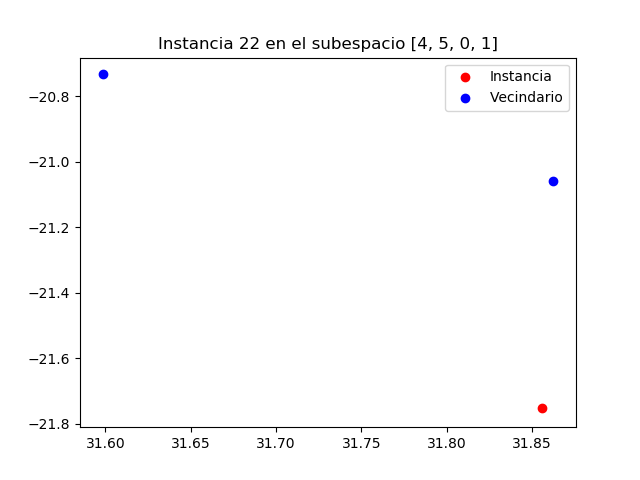 Instancia 22 en el subespacio [4, 5, 0, 1]
Instancia
Vecindario
−20.8
−21.0
−21.2
−21.4
−21.6
−21.8
31.60 31.65 31.70 31.75 31.80 31.85